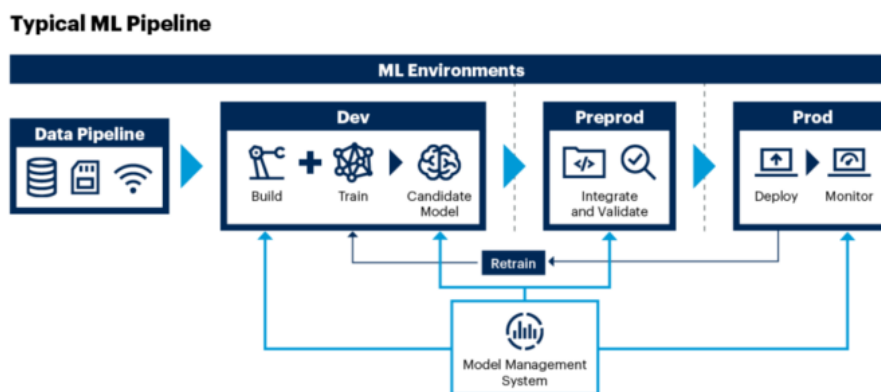 Typical ML Pipeline
ML Environments
Data Pipeline
Dev
Build
Train
Candidate
Model
Preprod
</>
Integrate
and Validate
Prod
Deploy
Monitor
Retrain
Model Management
System